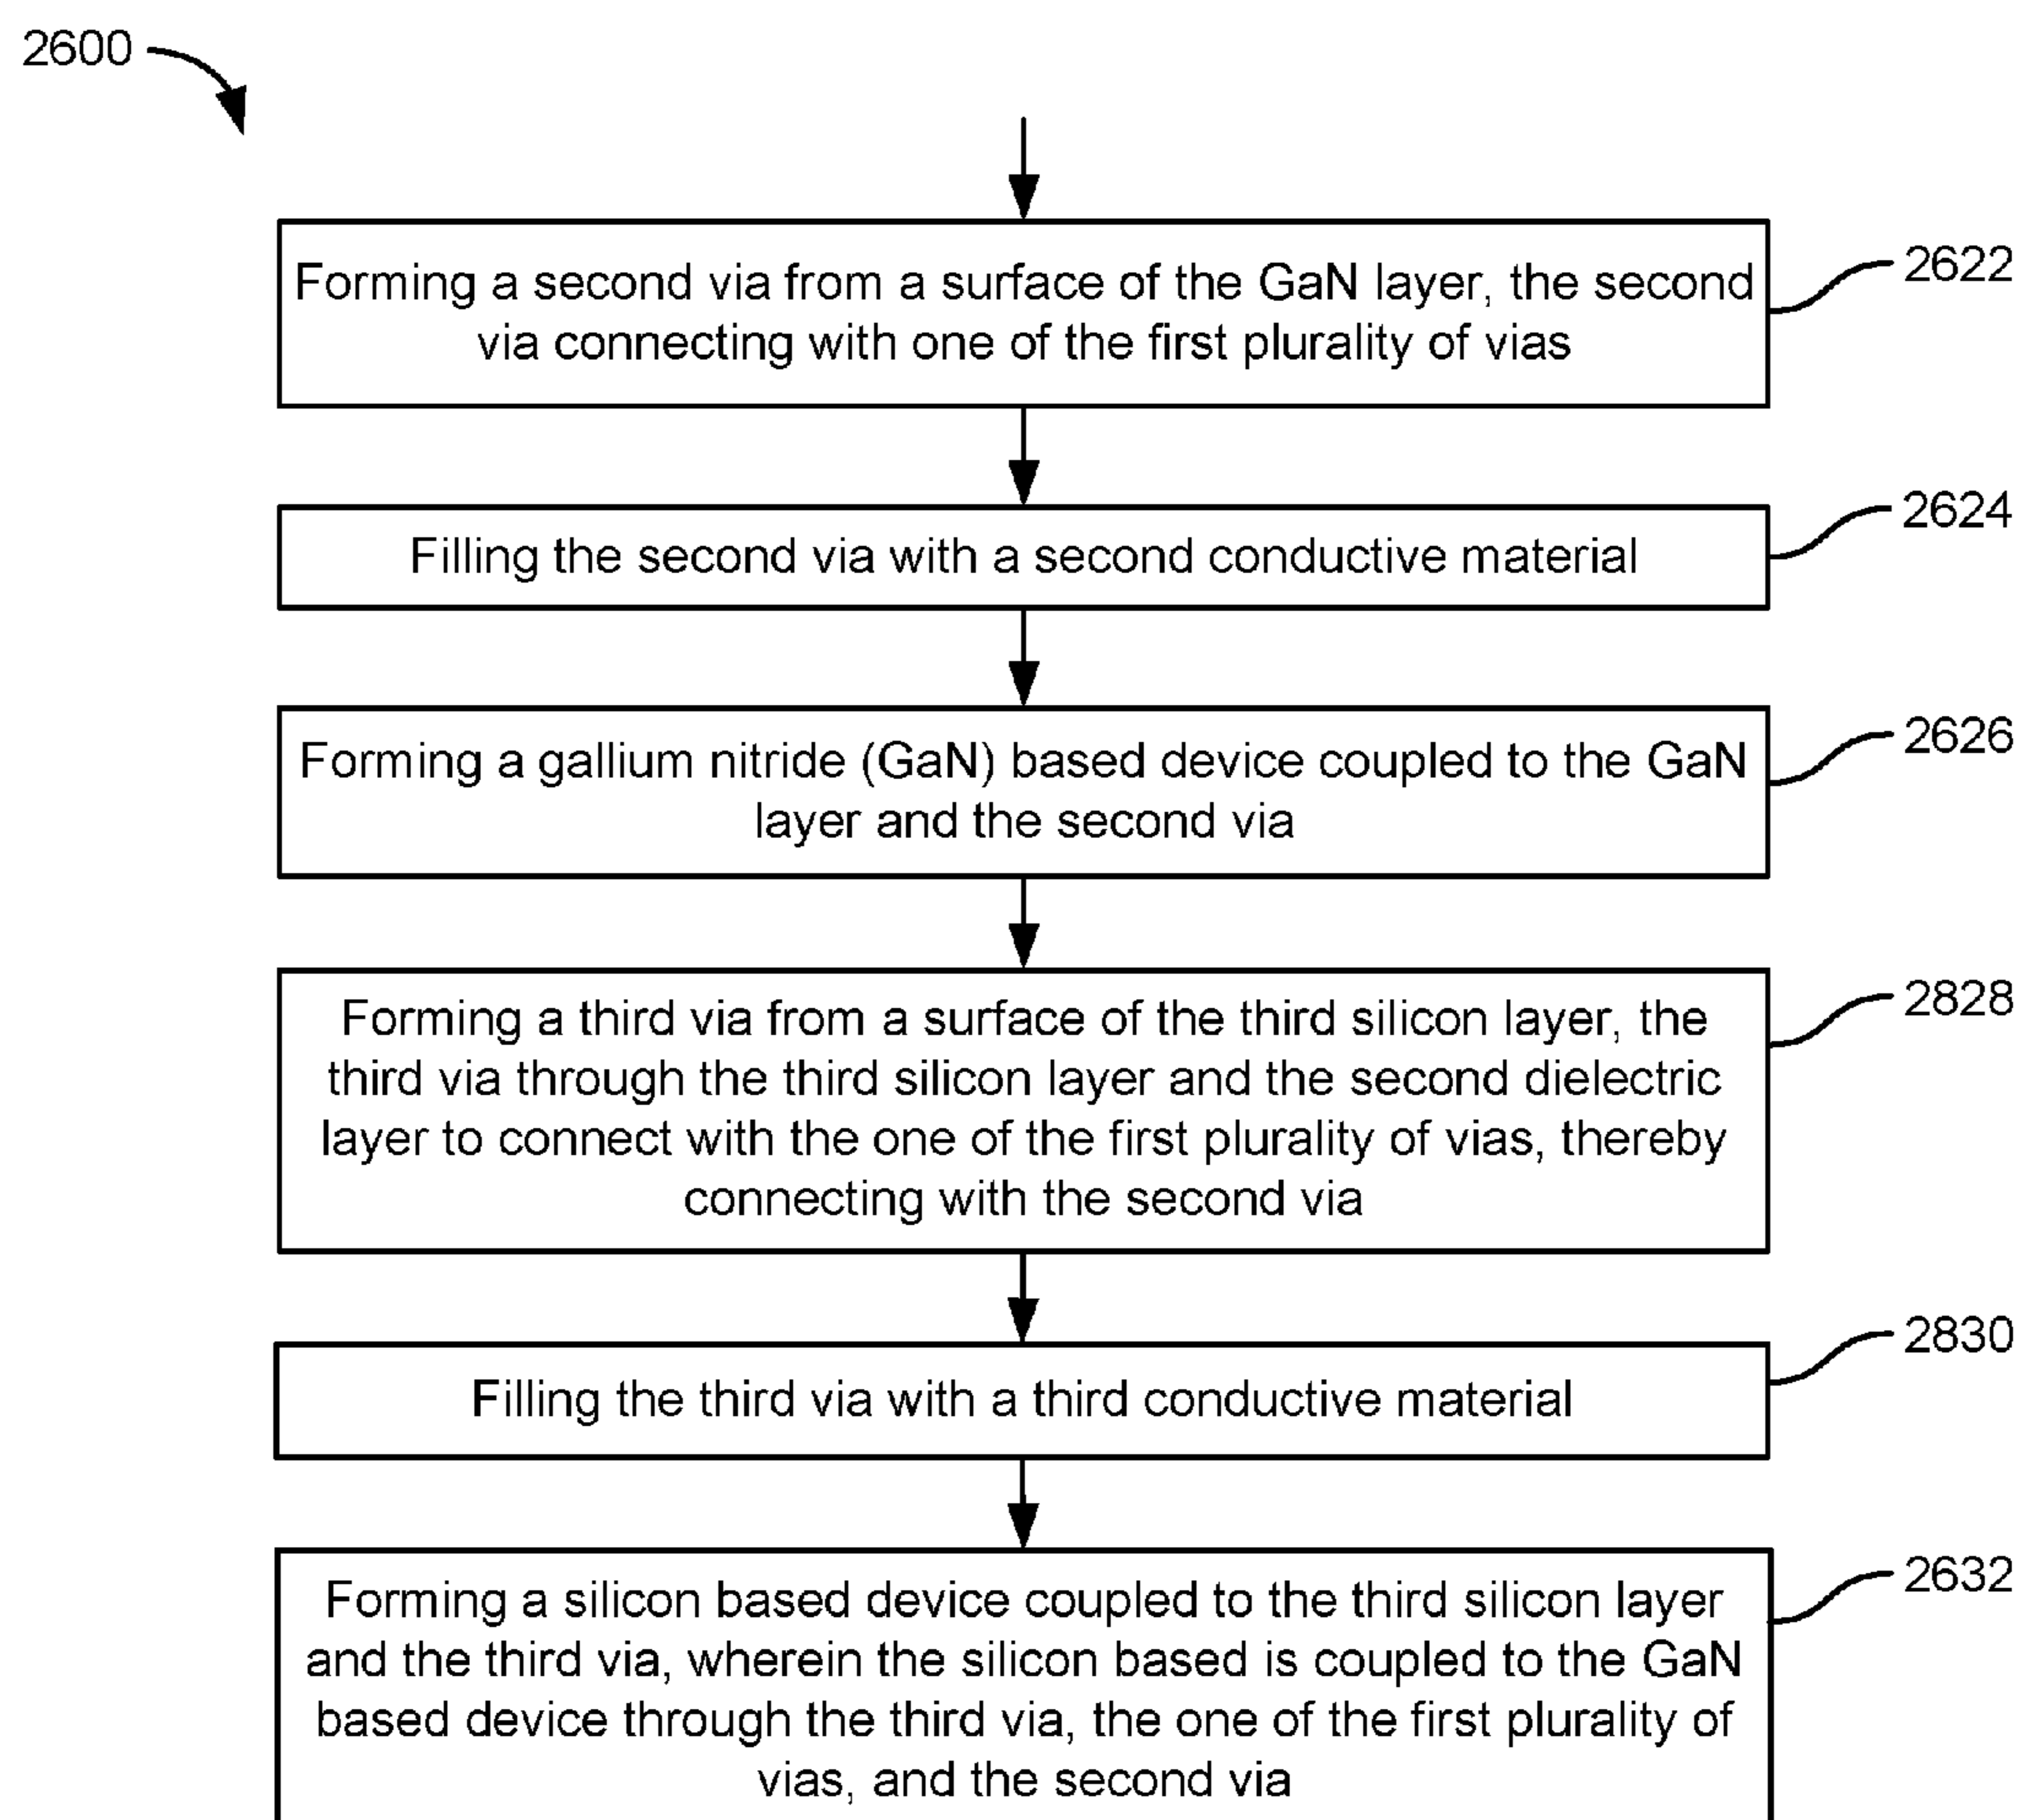 2600
Forming a second via from a surface of the GaN layer, the second
via connecting with one of the first plurality of vias
2622
Filling the second via with a second conductive material
2624
Forming a gallium nitride (GaN) based device coupled to the GaN
layer and the second via
2626
Forming a third via from a surface of the third silicon layer, the
third via through the third silicon layer and the second dielectric
layer to connect with the one of the first plurality of vias, thereby
connecting with the second via
2828
Filling the third via with a third conductive material
2830
Forming a silicon based device coupled to the third silicon layer
and the third via, wherein the silicon based is coupled to the GaN
based device through the third via, the one of the first plurality of
vias, and the second via
2632